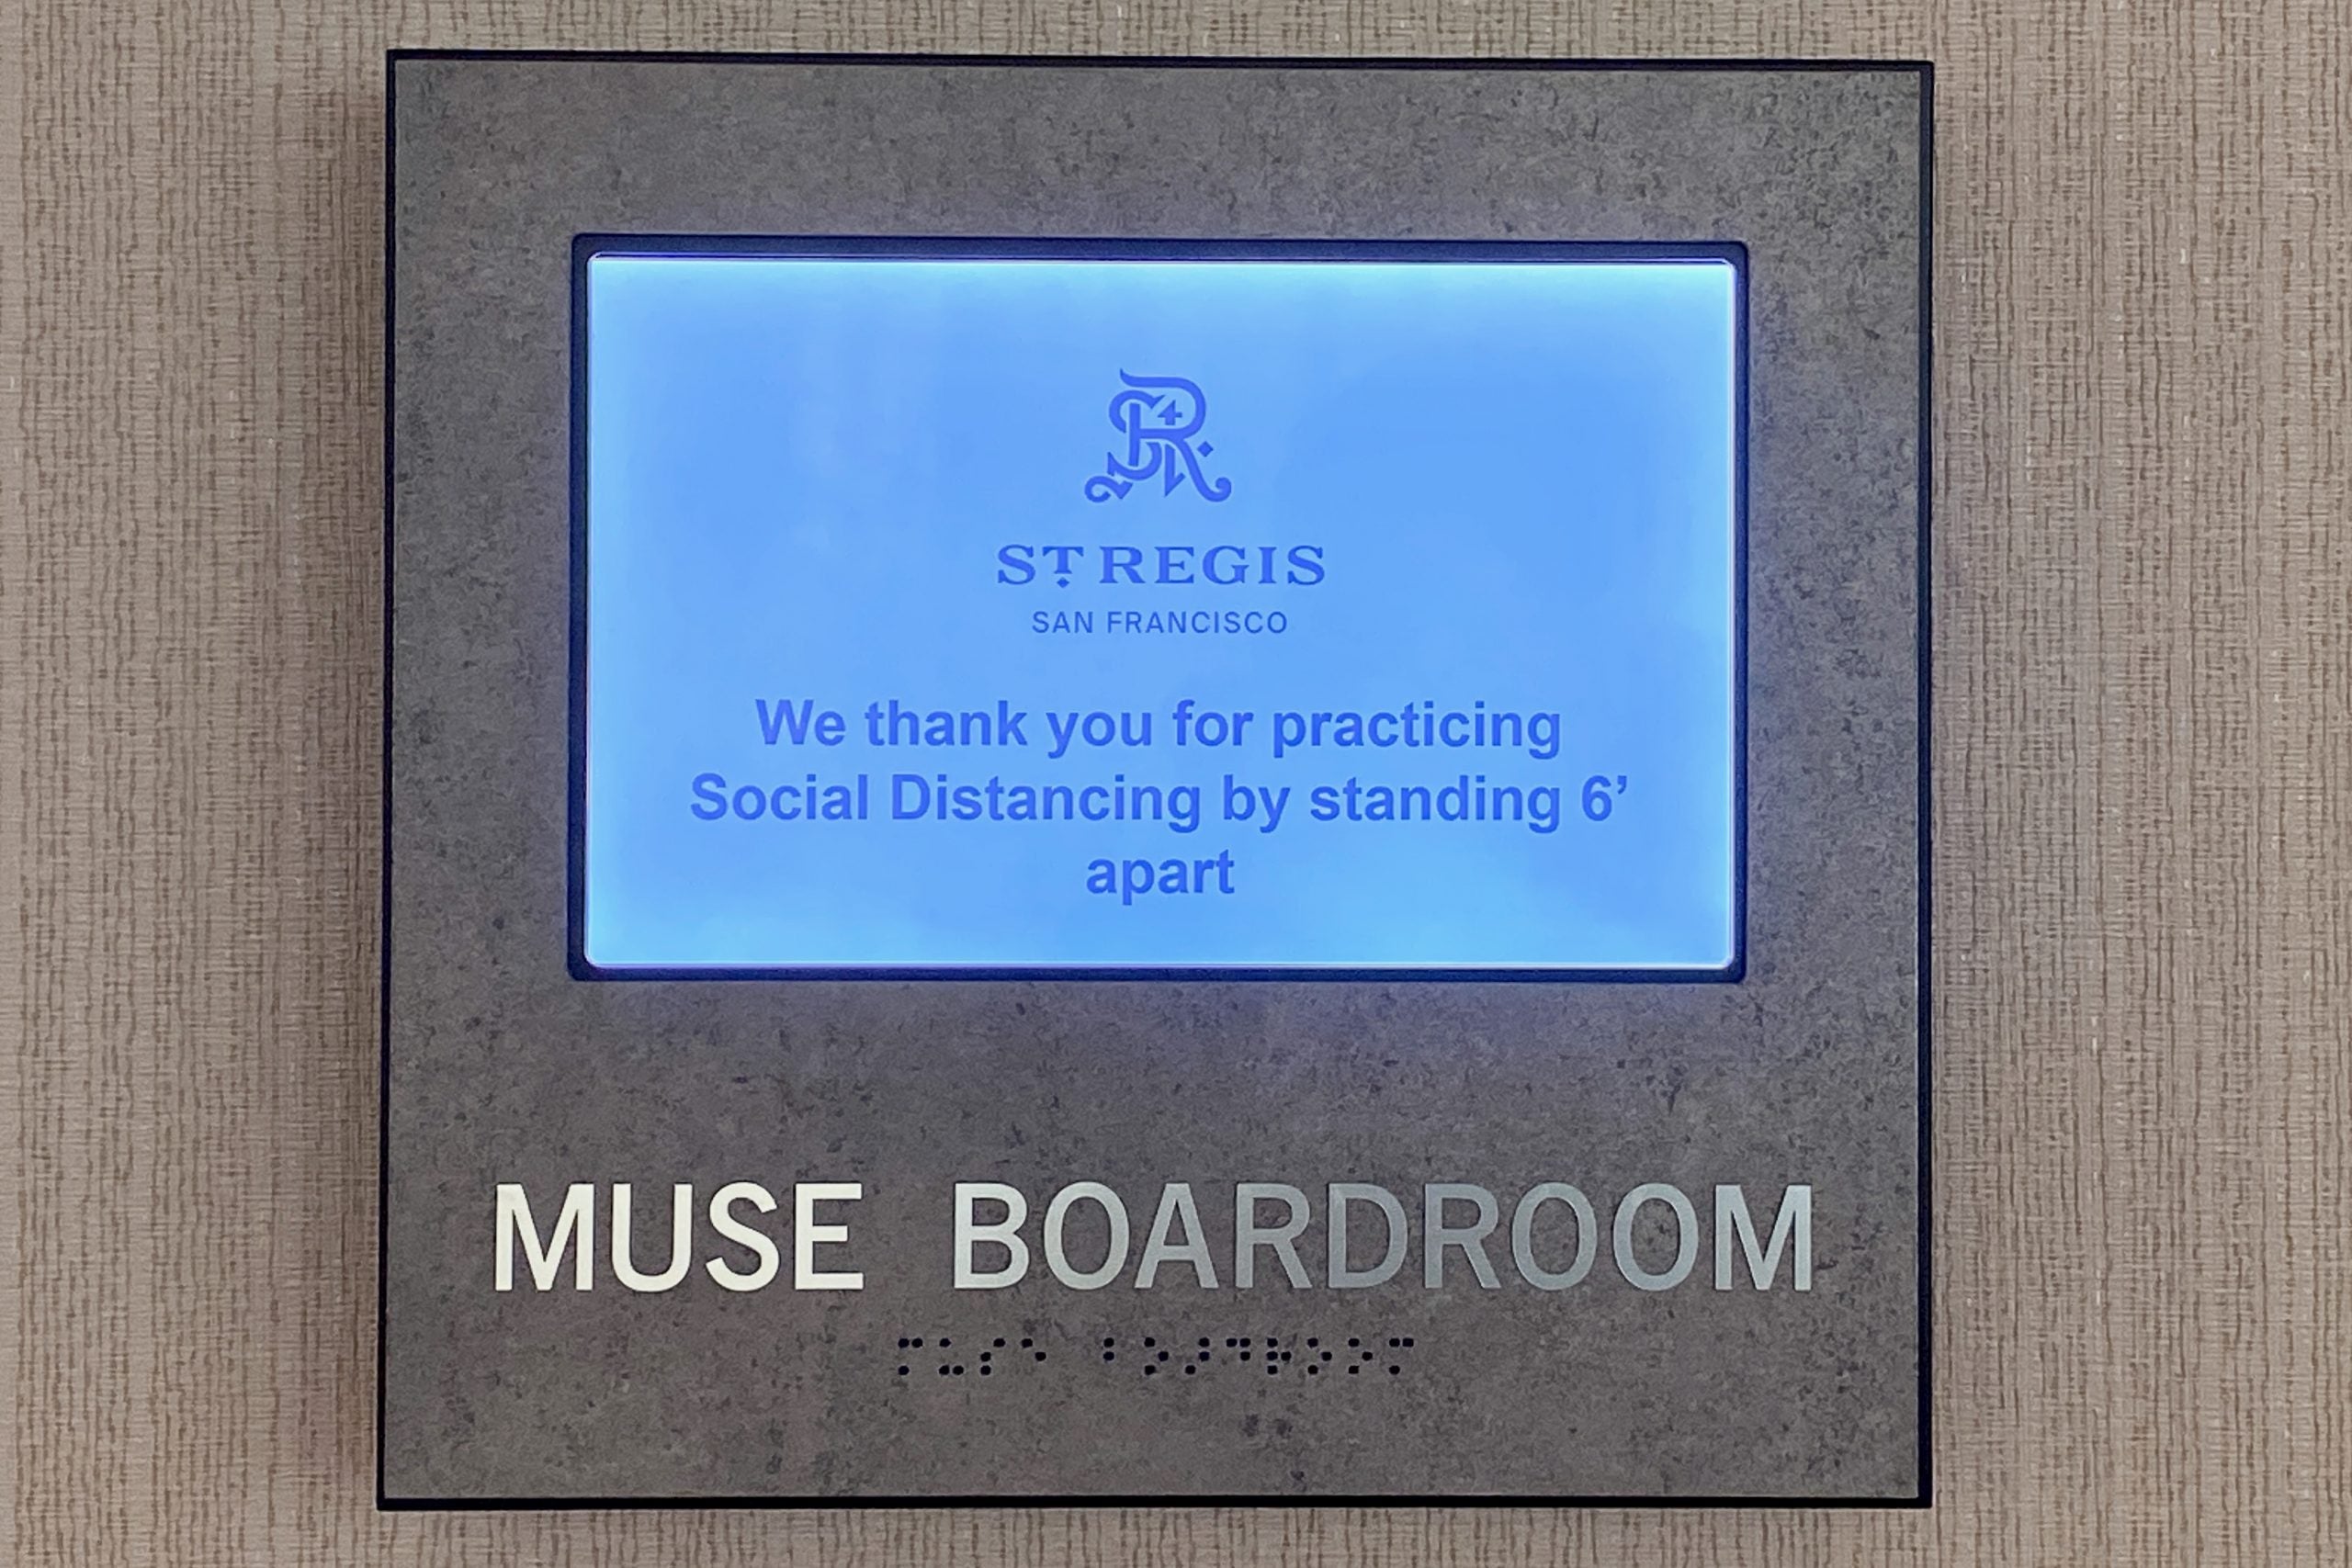 ST REGIS
SAN FRANCISCO
We thank you for practicing
Social Distancing by standing 6’
apart
MUSE BOARDROOM
⠍⠥⠎⠑ ⠃⠕⠜⠙⠗⠕⠕⠍